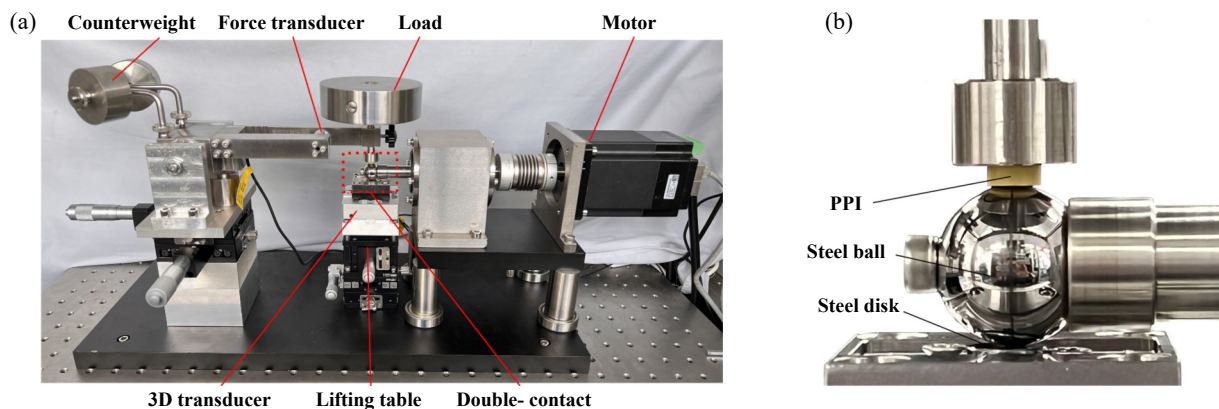 (a)
Counterweight Force transducer Load Motor
3D transducer Lifting table Double- contact
(b)
PPI
Steel ball
Steel disk